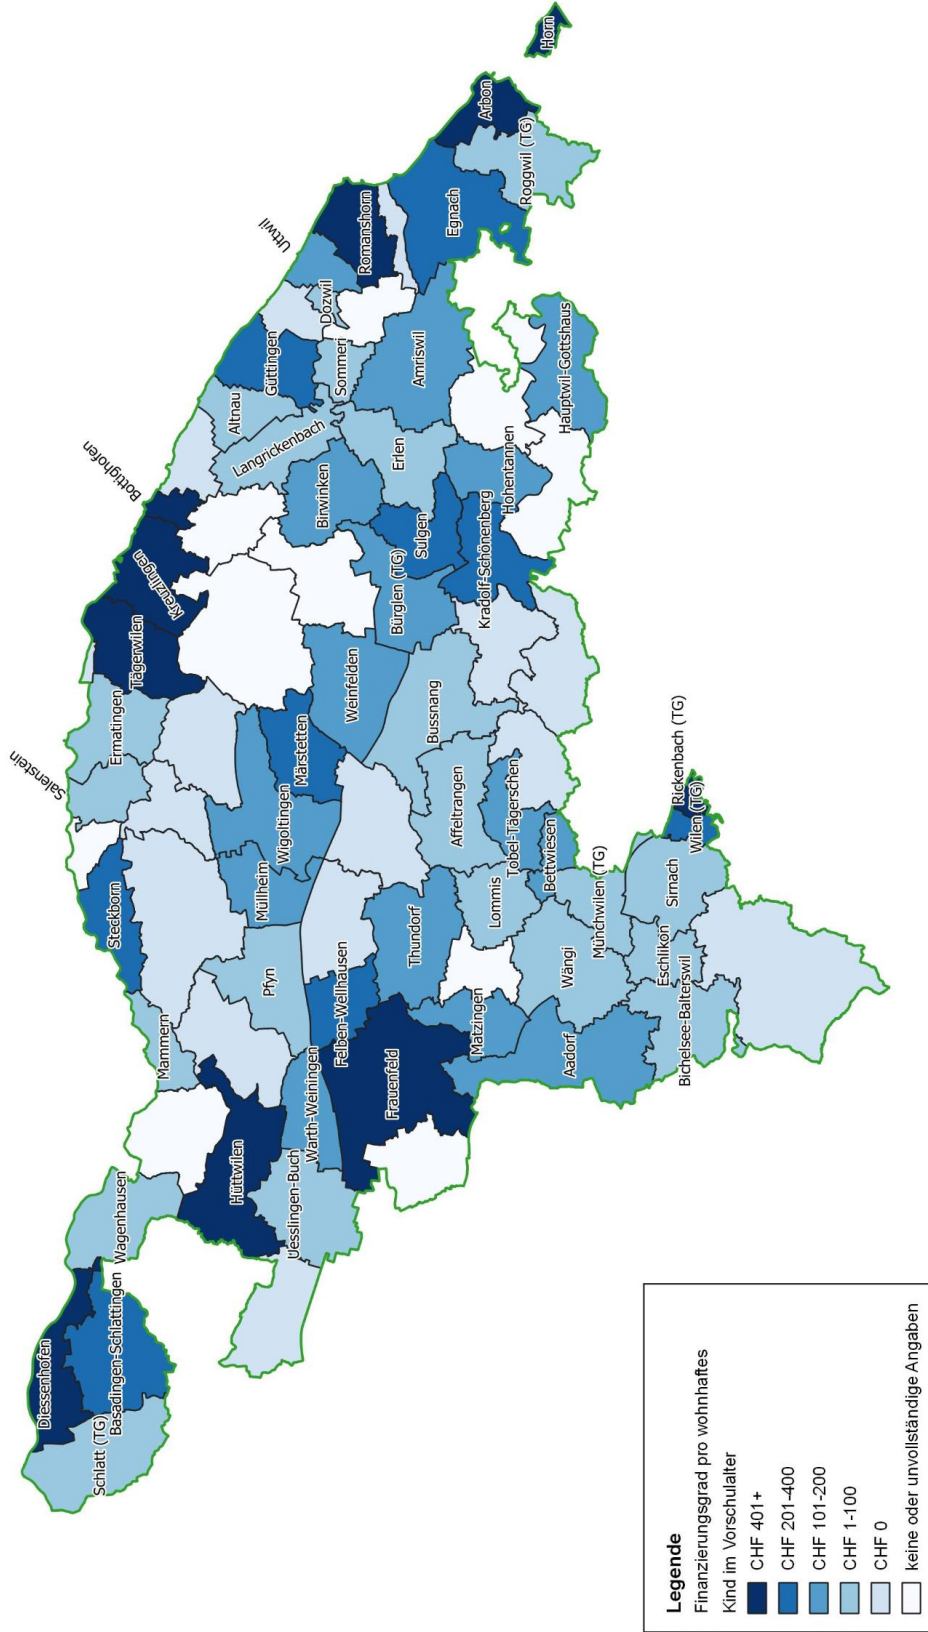 Horn
Arbon
Roggwil (TG)
Egnach
Romanshorn
Uttwil
Dozwil
Sommeri
Amriswil
Hauptwil-Gottshaus
Güttingen
Altnau
Langrickenbach
Erlen
Hohentannen
Bottighofen
Birwinken
Sulgen
Kradolf-Schönenberg
Kreuzlingen
Bürglen (TG)
Tägerwilen
Weinfelden
Bussnang
Ermatingen
Salenstein
Märstetten
Wigoltingen
Affeltrangen
Tobel-Tägerschen
Bettwiesen
Rickenbach (TG)
Wilen (TG)
Steckborn
Müllheim
Thundorf
Lommis
Münchwilen (TG)
Sirnach
Pfyn
Felben-Wellhausen
Wängi
Eschlikon
Mammern
Matzingen
Aadorf
Bichelsee-Balterswil
Warth-Weiningen
Frauenfeld
Hüttwilen
Uesslingen-Buch
Wagenhausen
Diessenhofen
Basadingen-Schlattingen
Schlatt (TG)
Legende
Finanzierungsgrad pro wohnhaftes
Kind im Vorschulalter
CHF 401+
CHF 201-400
CHF 101-200
CHF 1-100
CHF 0
keine oder unvollständige Angaben